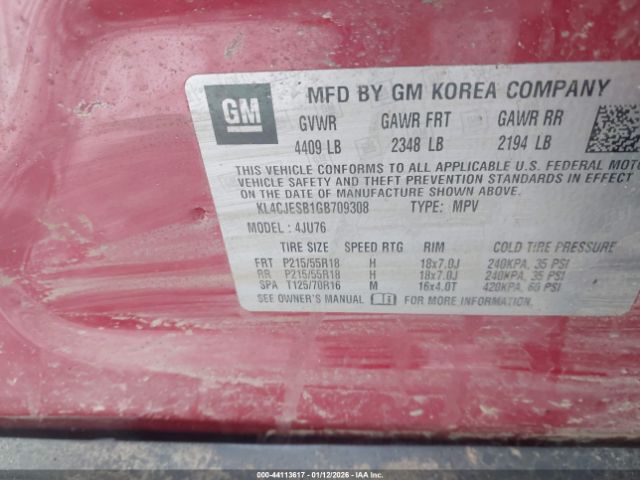 GM
MFD BY GM KOREA COMPANY
GVWR GAWR FRT GAWR RR
4409 LB 2348 LB 2194 LB
THIS VEHICLE CONFORMS TO ALL APPLICABLE U.S. FEDERAL MOTOR
VEHICLE SAFETY AND THEFT PREVENTION STANDARDS IN EFFECT
ON THE DATE OF MANUFACTURE SHOWN ABOVE.
KL4CJESB1GB709308 TYPE: MPV
MODEL: 4JU76
TIRE SIZE SPEED RTG RIM COLD TIRE PRESSURE
FRT P215/55R18 H 18x7.0J 240KPA, 35 PSI
RR P215/55R18 H 18x7.0J 240KPA, 35 PSI
SPA T125/70R16 M 16x4.0T 420KPA, 60 PSI
SEE OWNER'S MANUAL FOR MORE INFORMATION.
000-44113617 - 01/12/2026 - COPYRIGHT IAA, LLC.